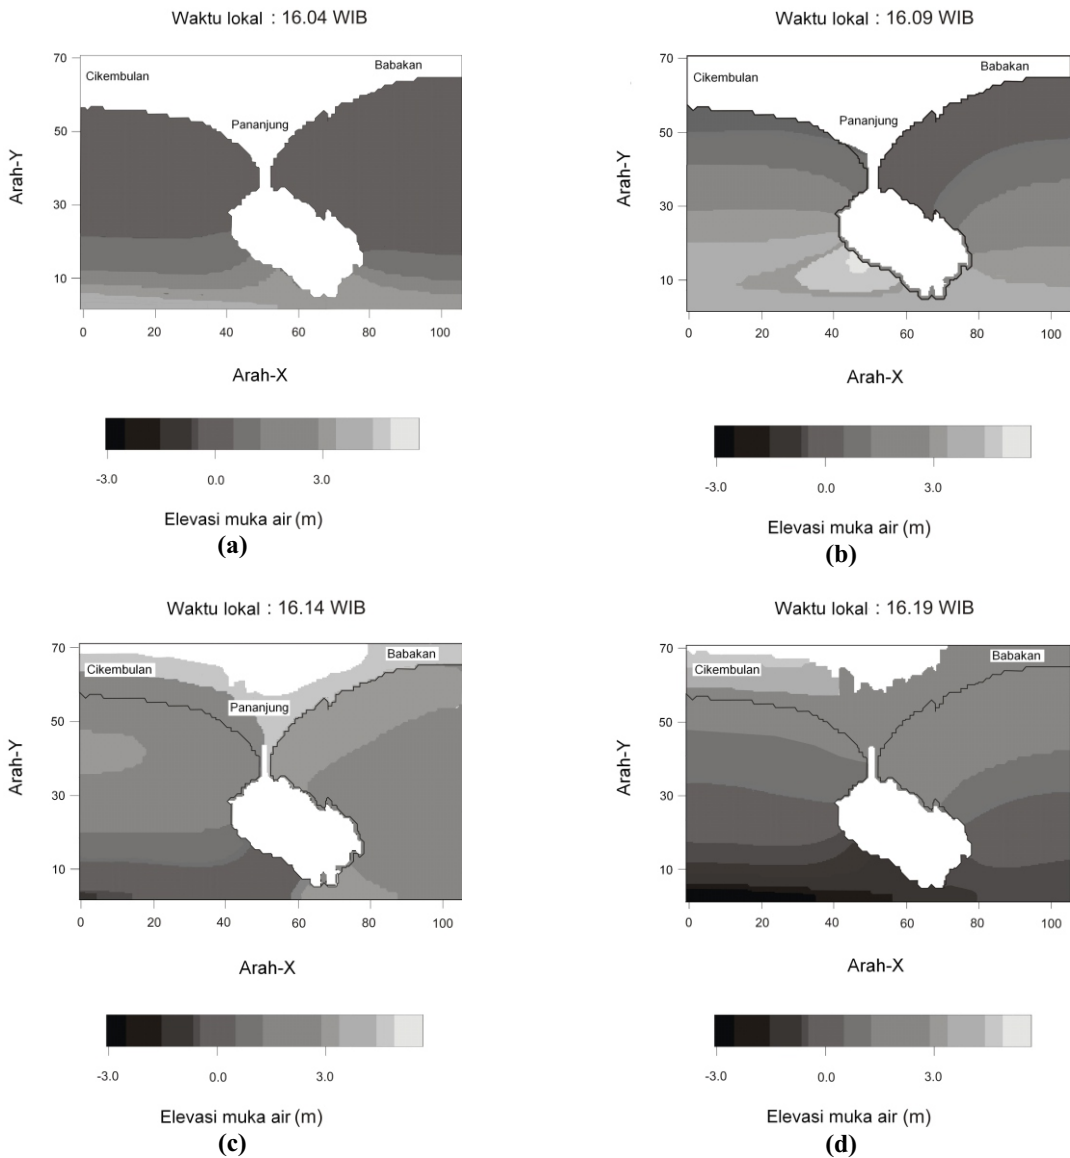 Waktu lokal : 16.04 WIB
70
50
30
10
Arah-Y
Cikembulan
Babakan
Pananjung
0 20 40 60 80 100
Arah-X
-3.0 0.0 3.0
Elevasi muka air (m)
(a)
Waktu lokal : 16.09 WIB
70
50
30
10
Arah-Y
Cikembulan
Babakan
Pananjung
0 20 40 60 80 100
Arah-X
-3.0 0.0 3.0
Elevasi muka air (m)
(b)
Waktu lokal : 16.14 WIB
70
50
30
10
Arah-Y
Cikembulan
Babakan
Pananjung
0 20 40 60 80 100
Arah-X
-3.0 0.0 3.0
Elevasi muka air (m)
(c)
Waktu lokal : 16.19 WIB
70
50
30
10
Arah-Y
Cikembulan
Babakan
0 20 40 60 80 100
Arah-X
-3.0 0.0 3.0
Elevasi muka air (m)
(d)